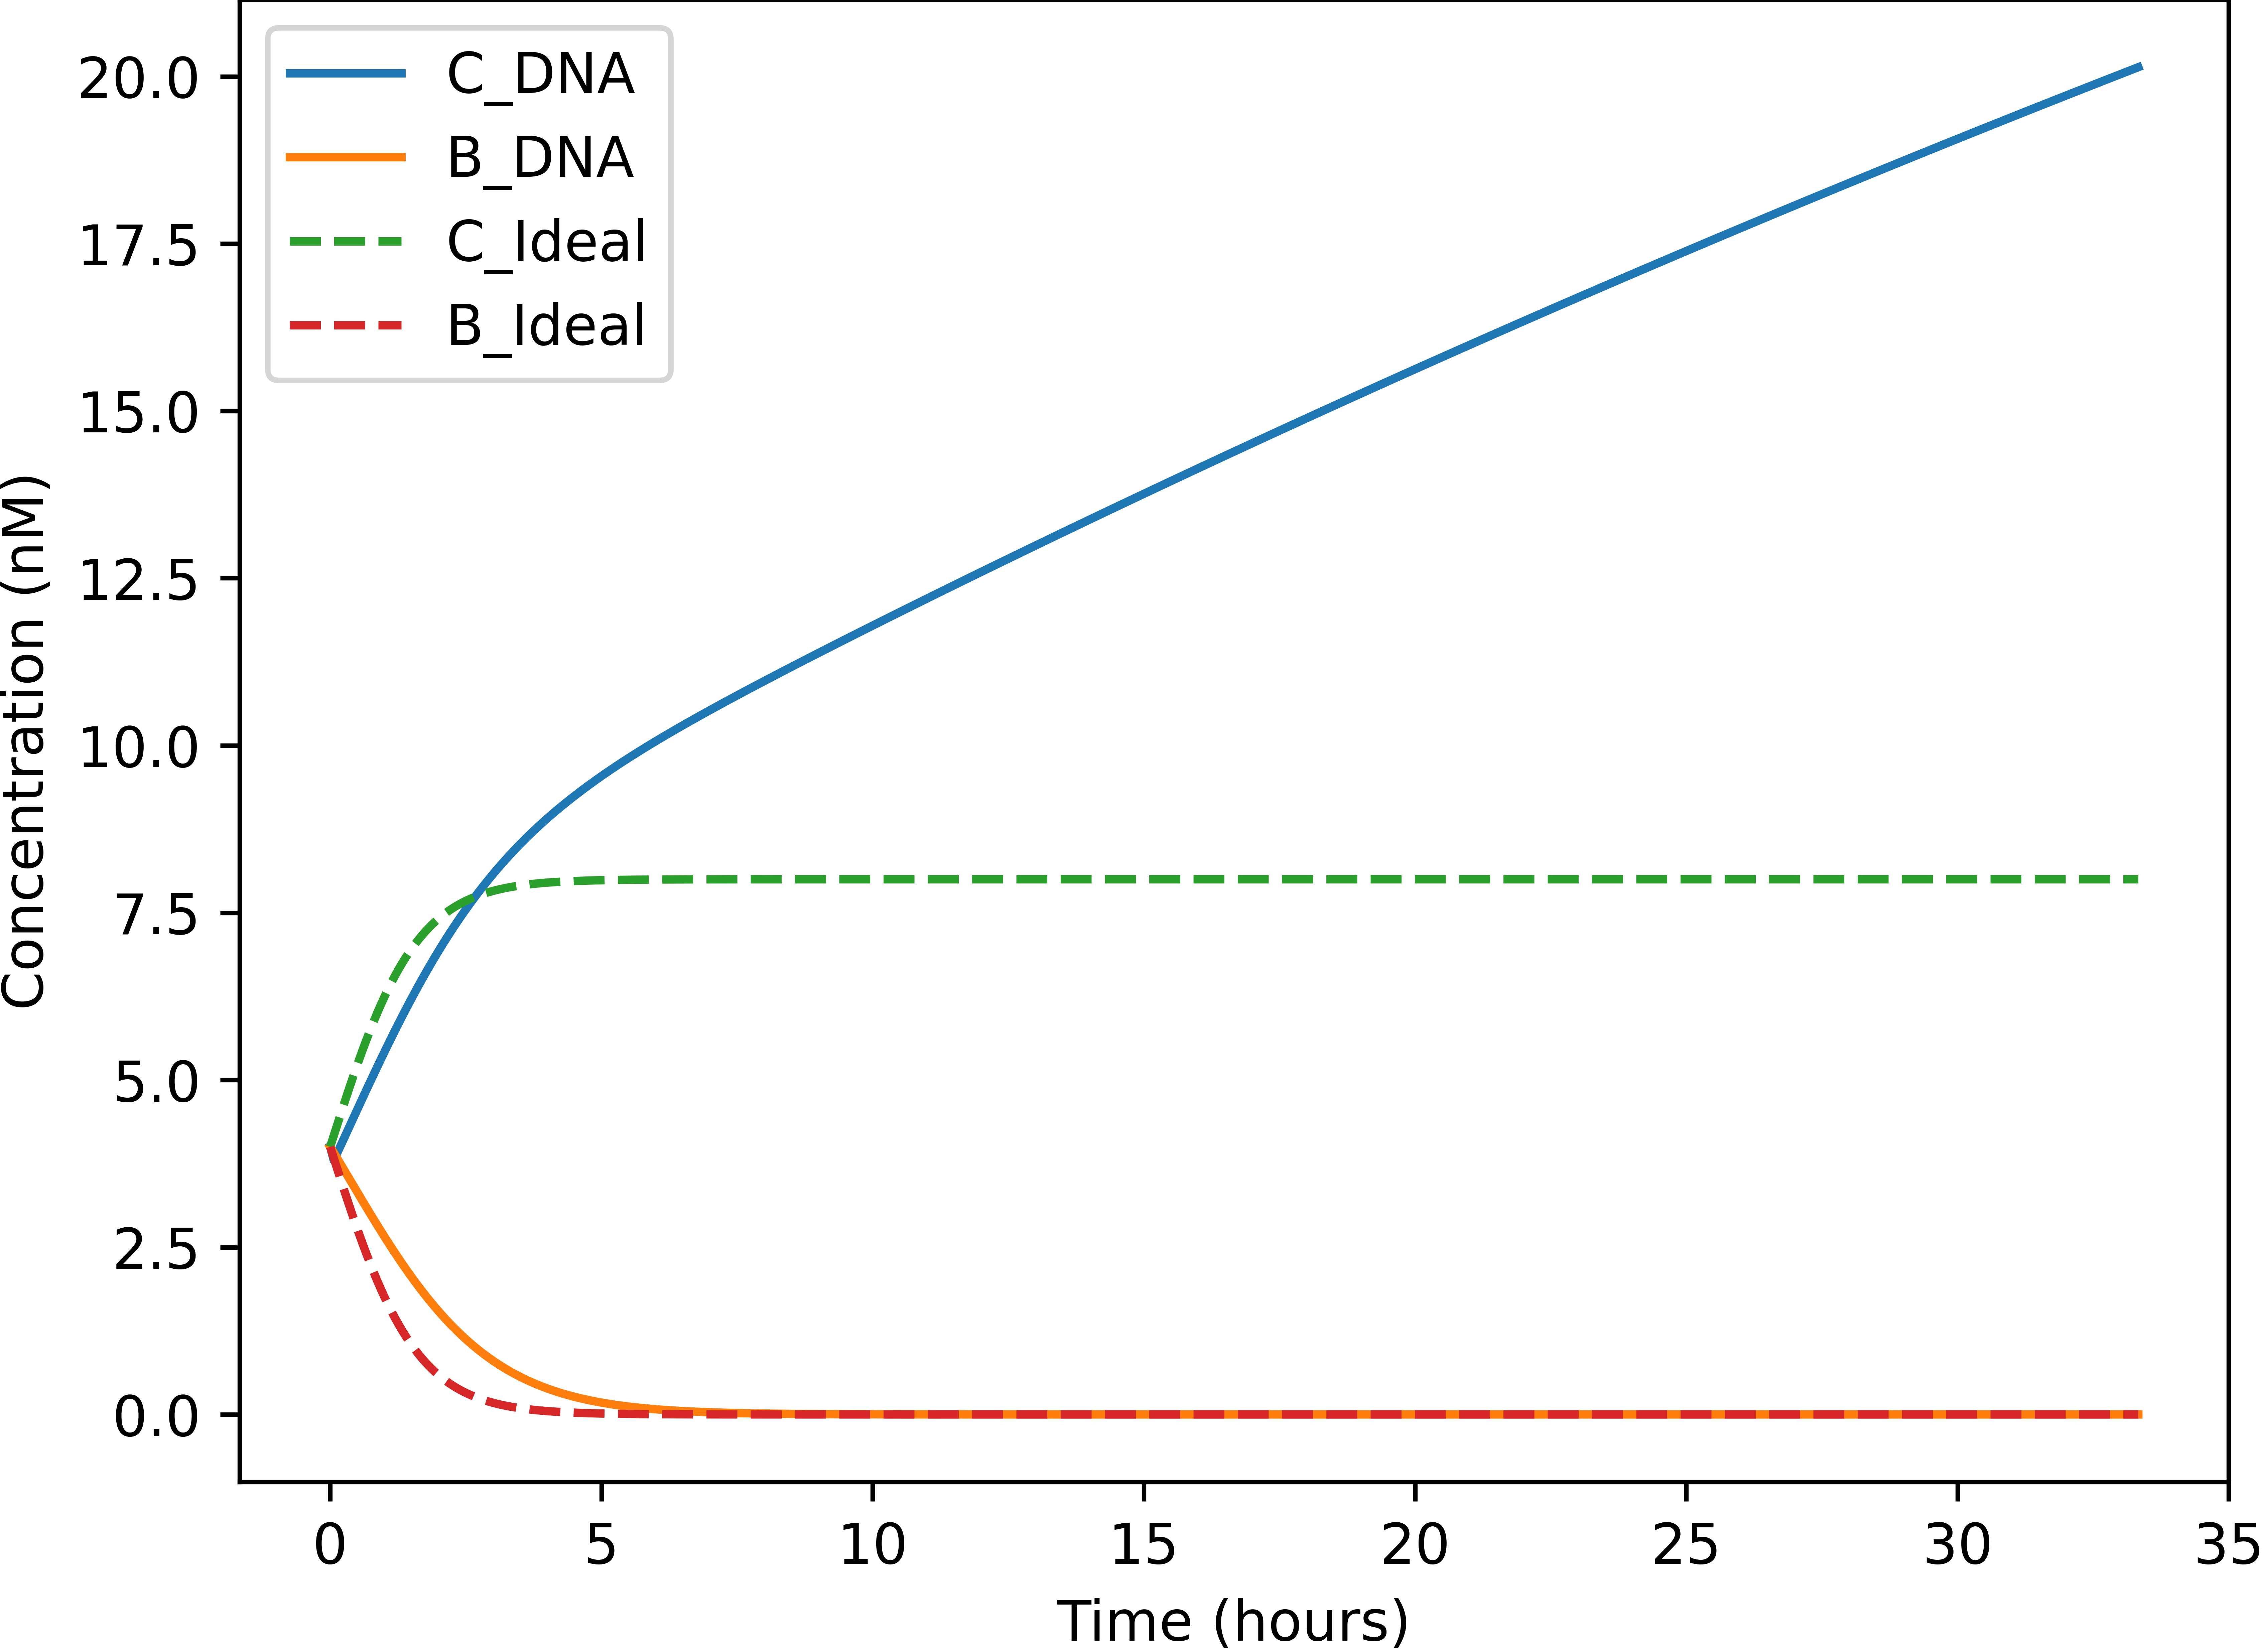 C_DNA
B_DNA
C_Ideal
B_Ideal
20.0
17.5
15.0
12.5
10.0
7.5
5.0
2.5
0.0
Concentration (nM)
0 5 10 15 20 25 30 35
Time (hours)